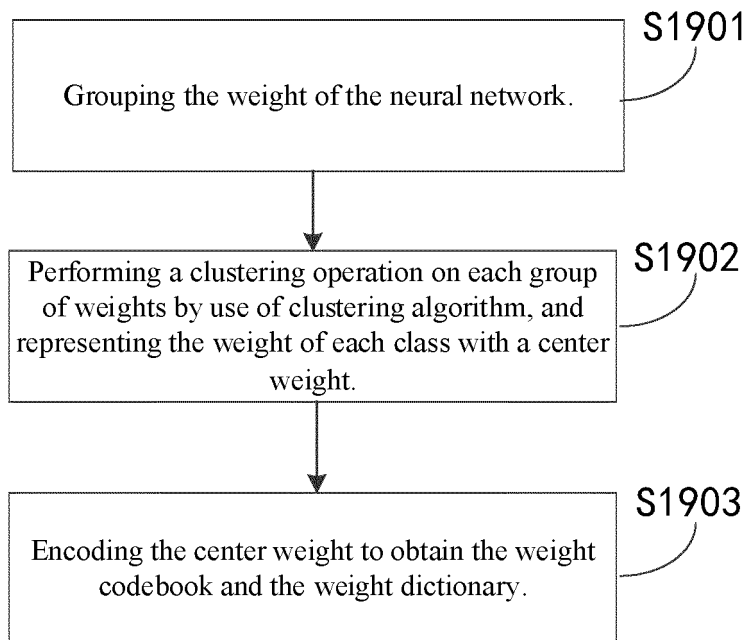 S1901
Grouping the weight of the neural network.
S1902
Performing a clustering operation on each group
of weights by use of clustering algorithm, and
representing the weight of each class with a center
weight.
S1903
Encoding the center weight to obtain the weight
codebook and the weight dictionary.